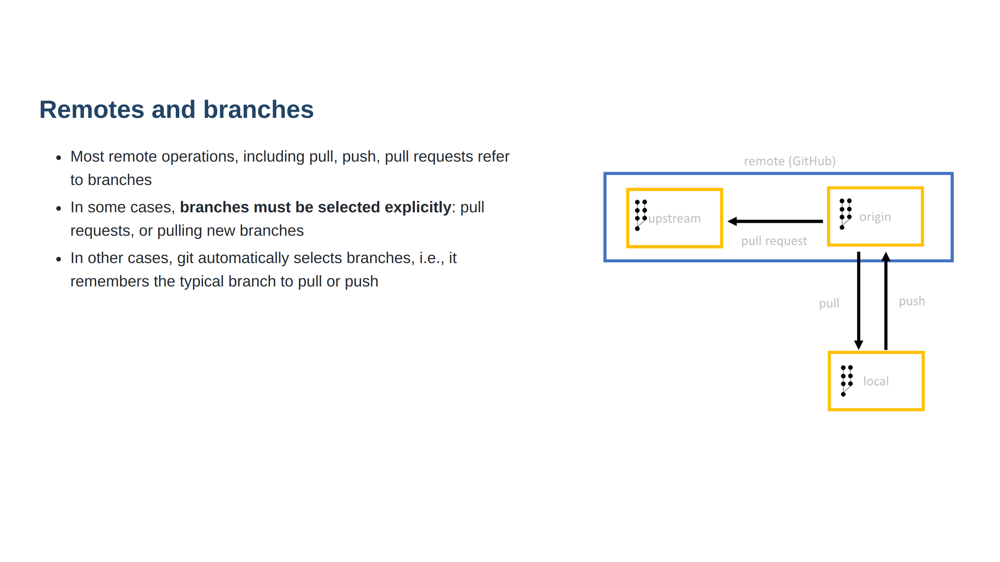 Remotes and branches
Most remote operations, including pull, push, pull requests refer
to branches
In some cases, branches must be selected explicitly: pull
requests, or pulling new branches
In other cases, git automatically selects branches, i.e., it
remembers the typical branch to pull or push
remote (GitHub)
upstream
origin
pull request
pull
push
local